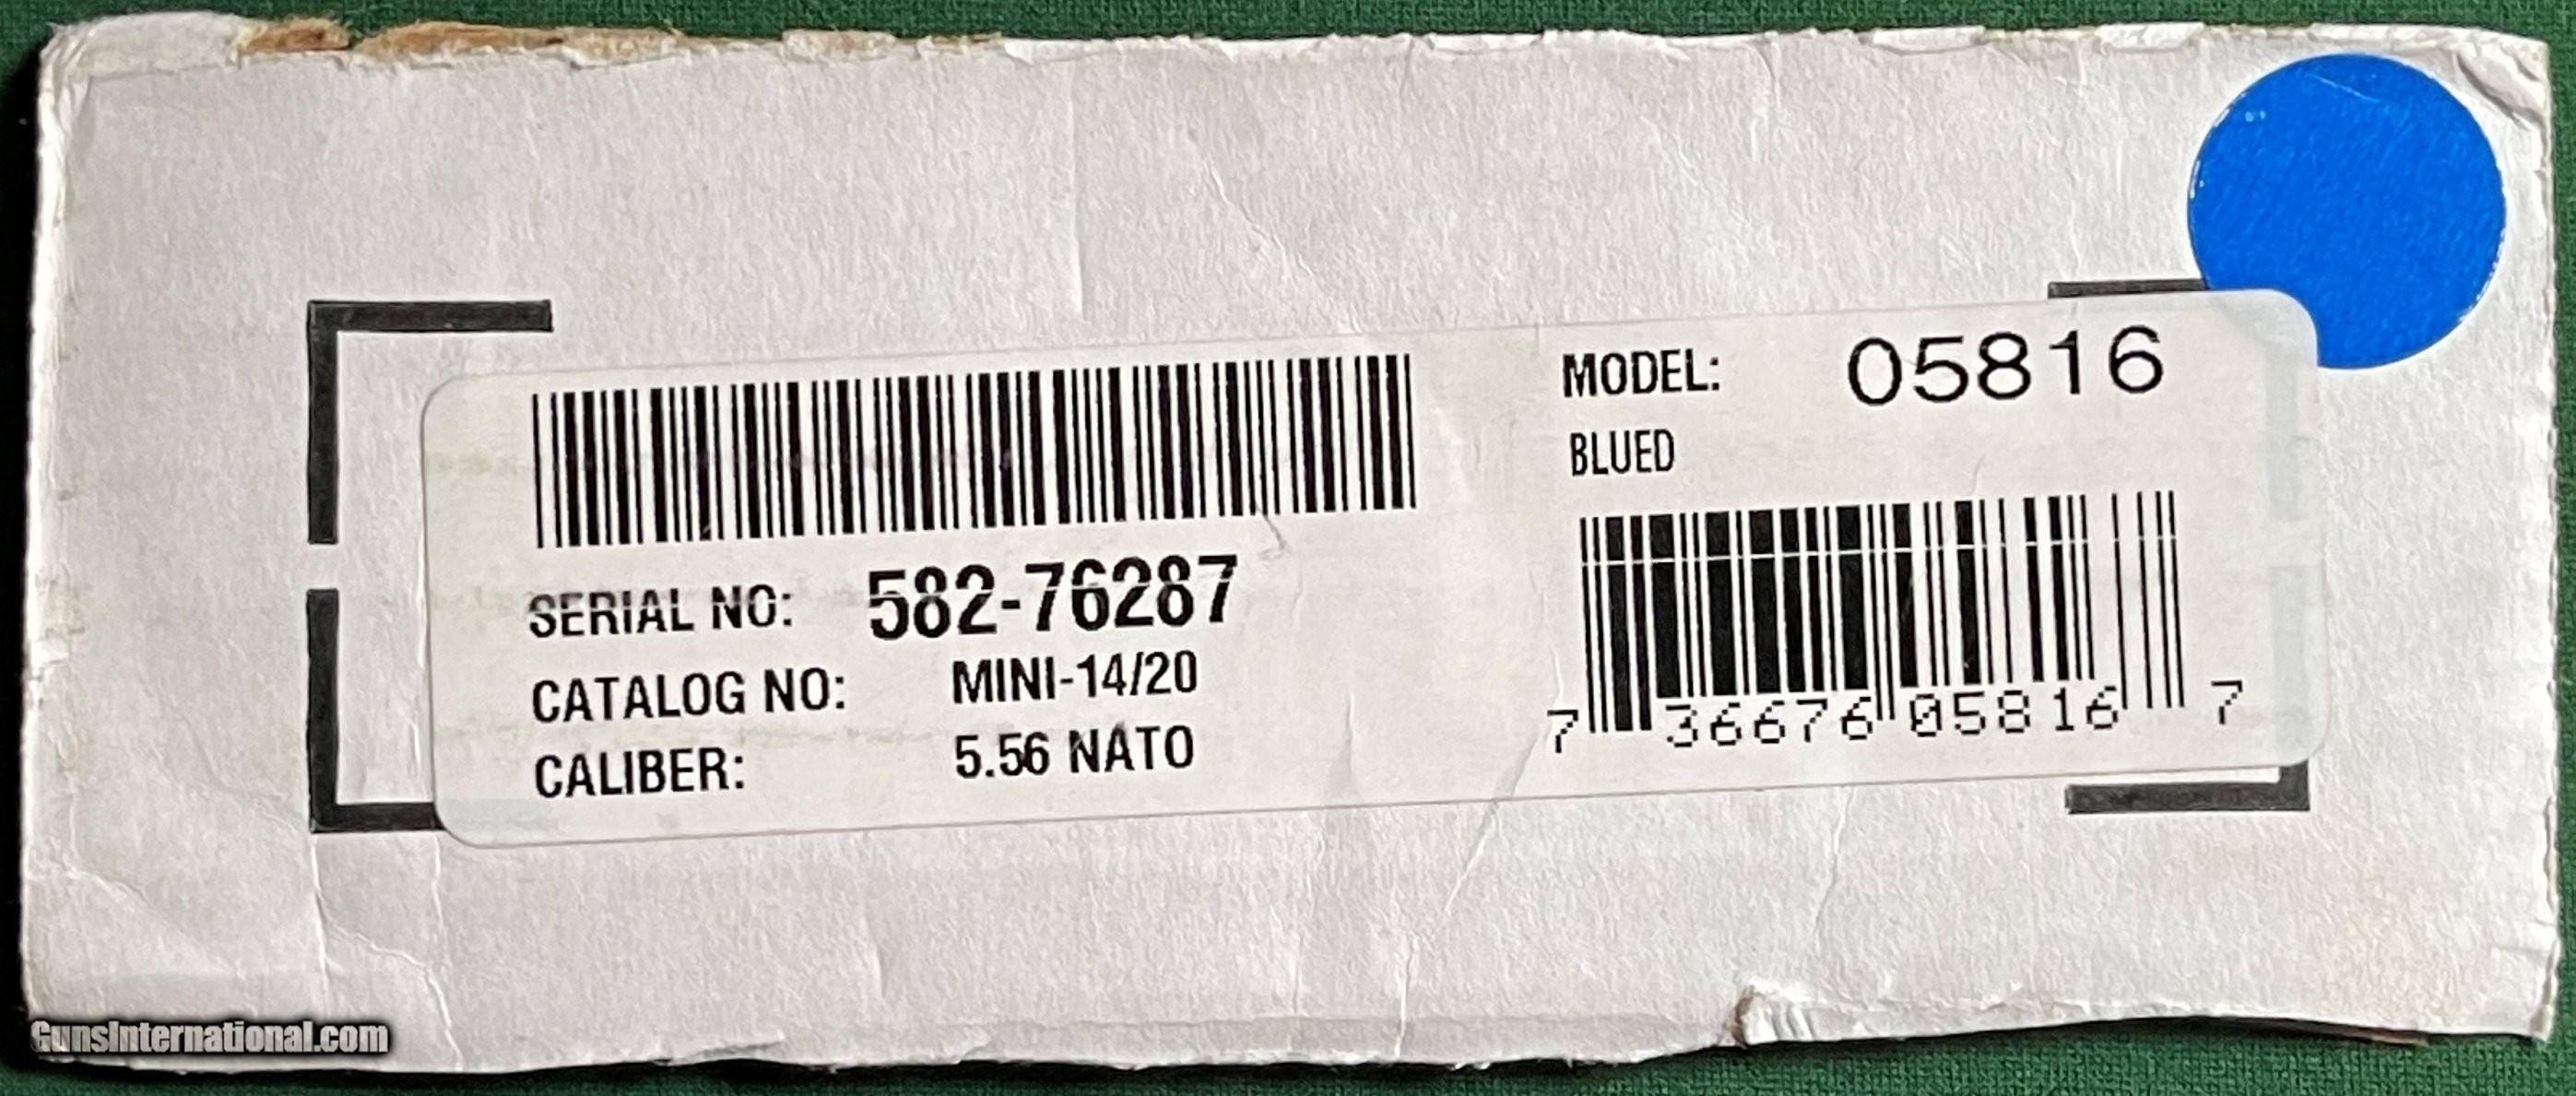 MODEL: 05816
BLUED
SERIAL NO: 582-76287
CATALOG NO: MINI-14/20
CALIBER: 5.56 NATO
7 36676 05816 7
GunsInternational.com